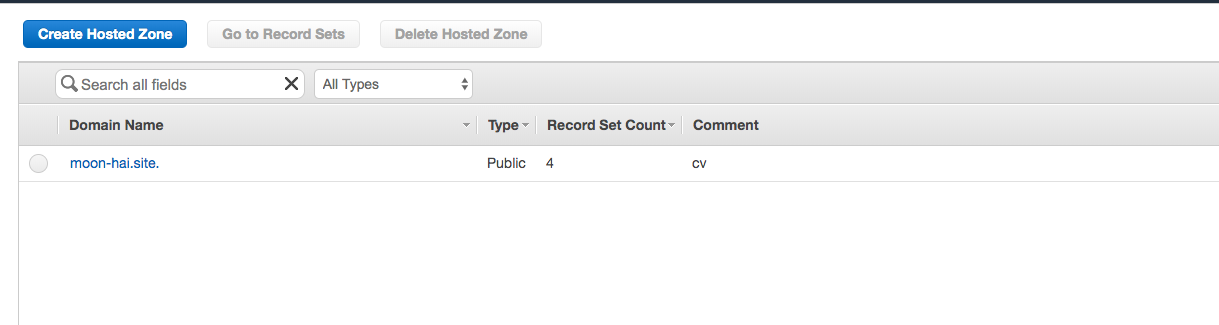 Create Hosted Zone Go to Record Sets Delete Hosted Zone
Search all fields All Types
Domain Name Type Record Set Count Comment
moon-hai.site. Public 4 cv